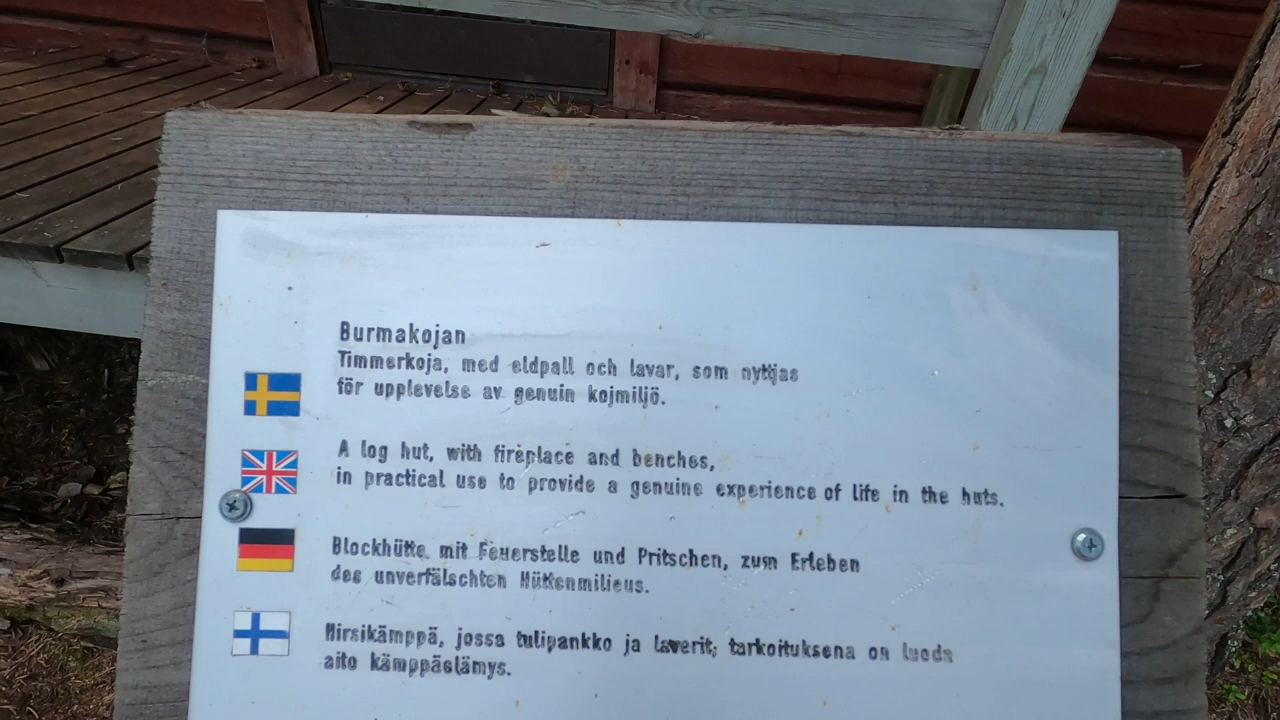 Burmakojan
Timmerkoja, med eldpall och lavar, som nyttjas
för upplevelse av genuin kojmiljö.
A log hut, with fireplace and benches,
in practical use to provide a genuine experience of life in the huts.
Blockhütte mit Feuerstelle und Pritschen, zum Erleben
des unverfälschten Hüttenmilieus.
Hirsikämppä, jossa tulipankko ja laverit, tarkoituksena on luoda
aito kämppäelämys.